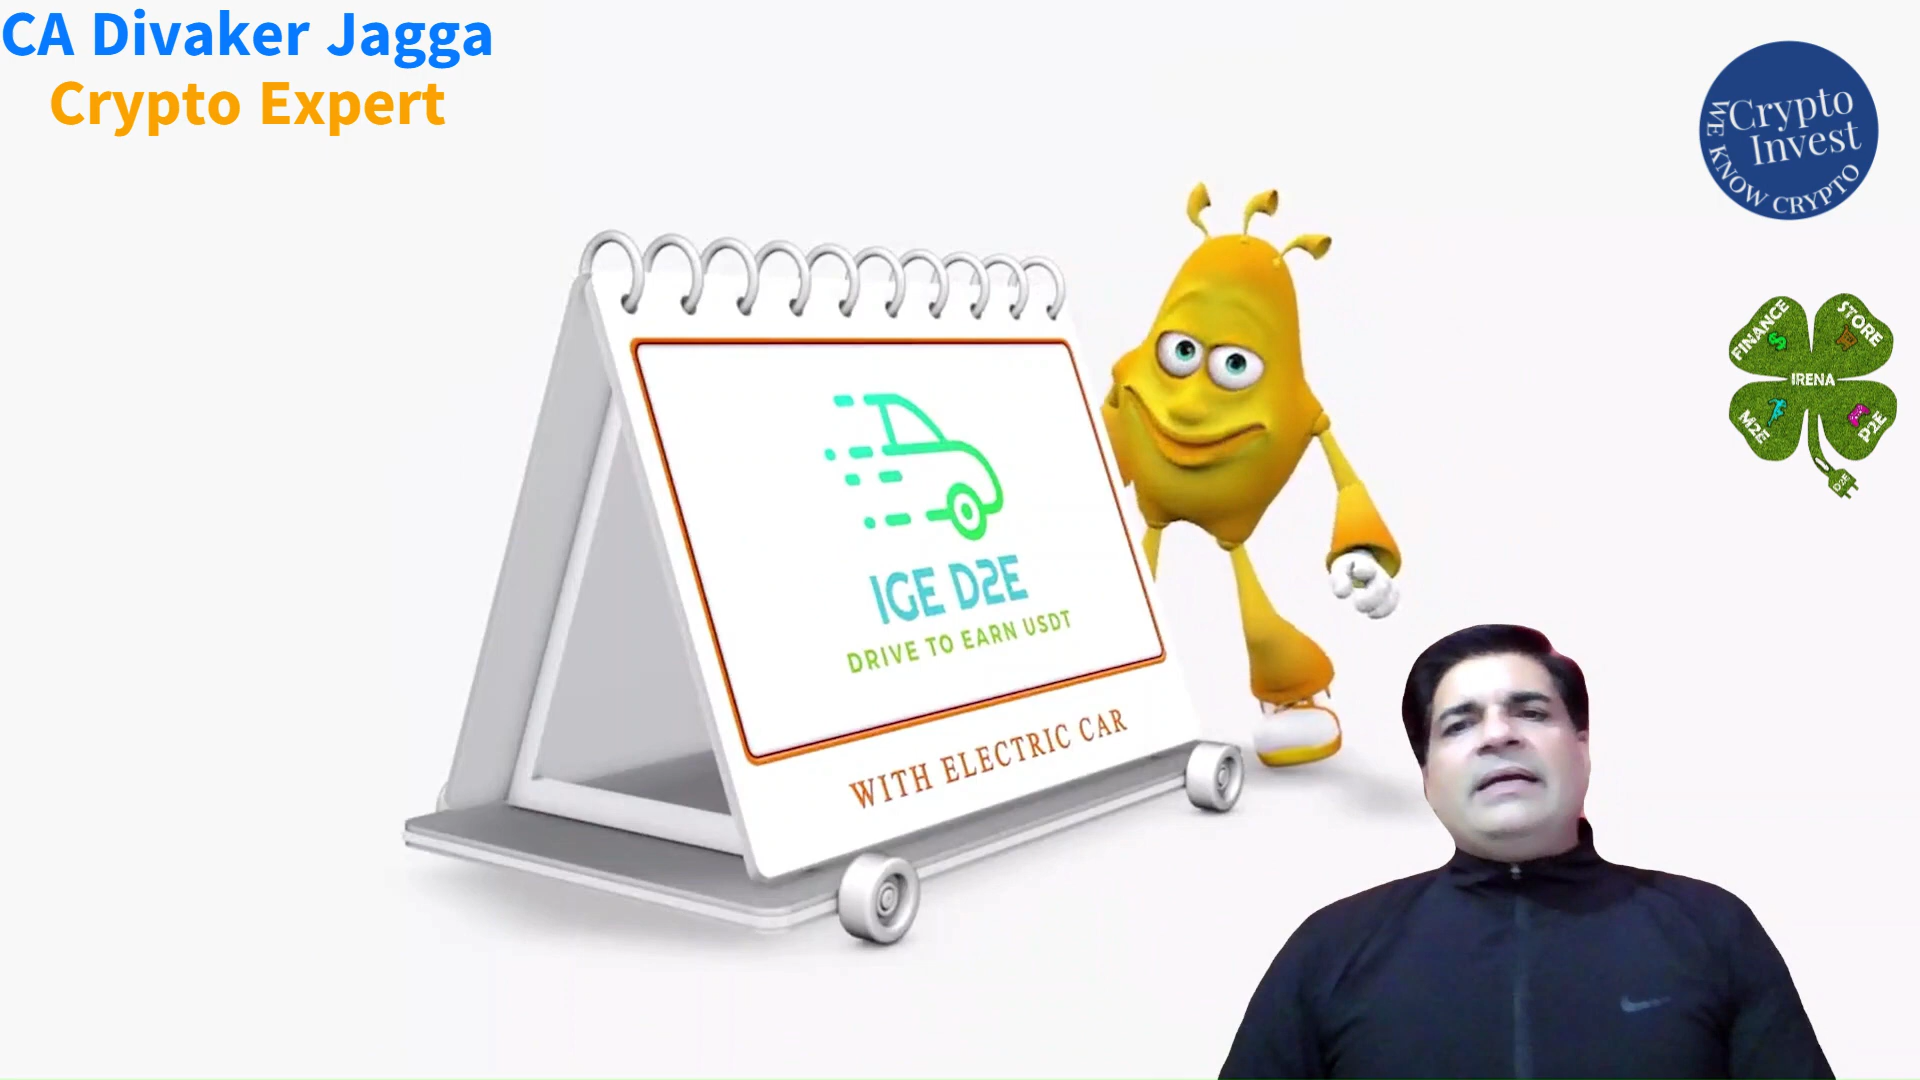 CA Divaker Jagga
Crypto Expert
Crypto
Invest
WE KNOW CRYPTO
FINANCE
STORE
IRENA
M2E
P2E
D2E
IGE D2E
DRIVE TO EARN USDT
WITH ELECTRIC CAR